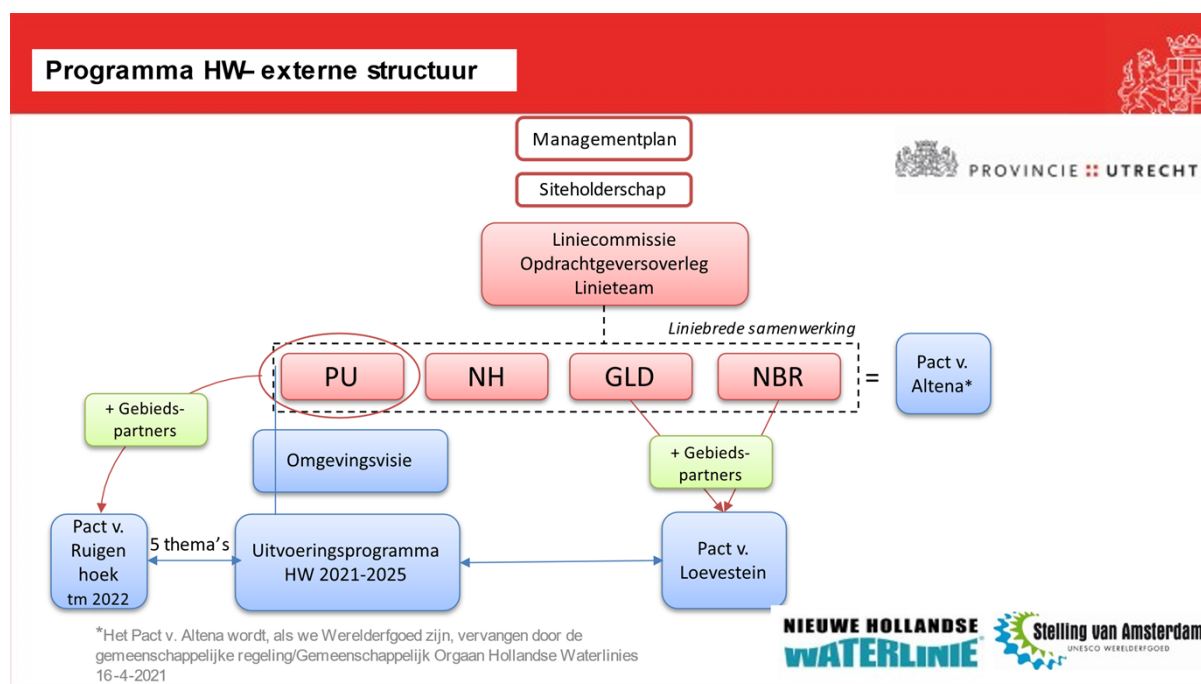 Programma HW– externe structuur
PROVINCIE :: UTRECHT
Managementplan
Siteholderschap
Liniecommissie
Opdrachtgeversoverleg
Linieteam
Liniebrede samenwerking
PU
NH
GLD
NBR
=
Pact v.
Altena*
+ Gebieds-
partners
Omgevingsvisie
+ Gebieds-
partners
Pact v.
Ruigen
hoek
tm 2022
5 thema’s
Uitvoeringsprogramma
HW 2021-2025
Pact v.
Loevestein
*Het Pact v. Altena wordt, als we Werelderfgoed zijn, vervangen door de
gemeenschappelijke regeling/Gemeenschappelijk Orgaan Hollandse Waterlinies
16-4-2021
NIEUWE HOLLANDSE
WATERLINIE
Stelling van Amsterdam
UNESCO WERELDERFGOED